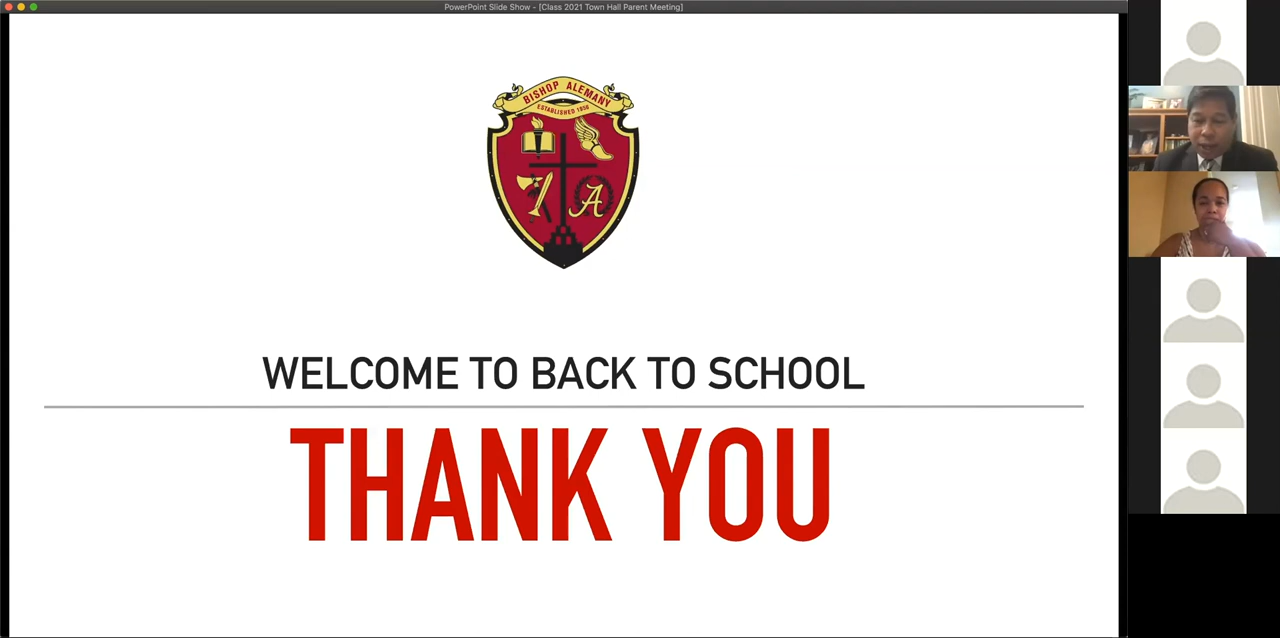 PowerPoint Slide Show - [Class 2021 Town Hall Parent Meeting]
BISHOP ALEMANY
ESTABLISHED 1956
A
WELCOME TO BACK TO SCHOOL
THANK YOU